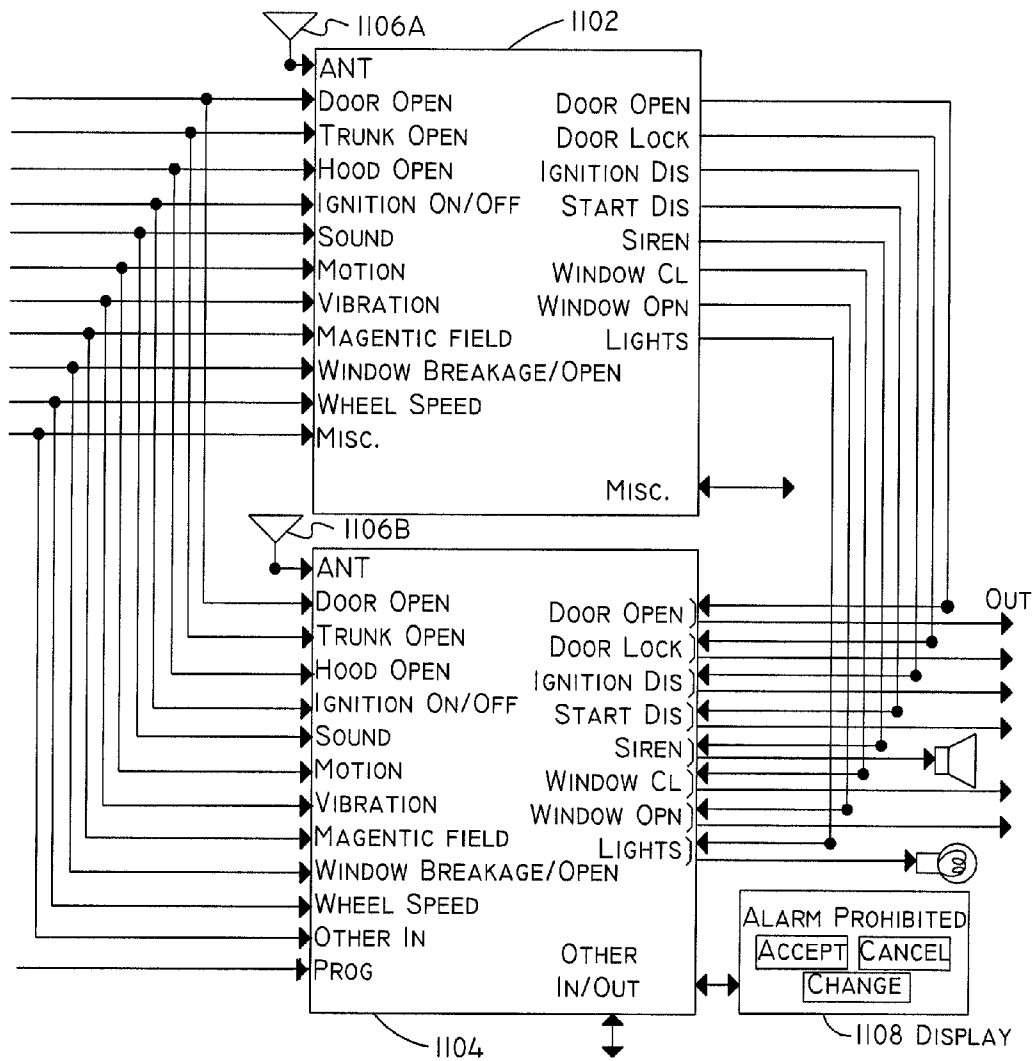 1106A
1102
ANT
DOOR OPEN
TRUNK OPEN
HOOD OPEN
IGNITION ON/OFF
SOUND
MOTION
VIBRATION
MAGENTIC FIELD
WINDOW BREAKAGE/OPEN
WHEEL SPEED
MISC.
DOOR OPEN
DOOR LOCK
IGNITION DIS
START DIS
SIREN
WINDOW CL
WINDOW OPN
LIGHTS
MISC.
1106B
ANT
DOOR OPEN
TRUNK OPEN
HOOD OPEN
IGNITION ON/OFF
SOUND
MOTION
VIBRATION
MAGENTIC FIELD
WINDOW BREAKAGE/OPEN
WHEEL SPEED
OTHER IN
PROG
DOOR OPEN)
DOOR LOCK)
IGNITION DIS)
START DIS)
SIREN)
WINDOW CL)
WINDOW OPN)
LIGHTS)
OTHER
IN/OUT
OUT
ALARM PROHIBITED
ACCEPT CANCEL
CHANGE
1108 DISPLAY
1104